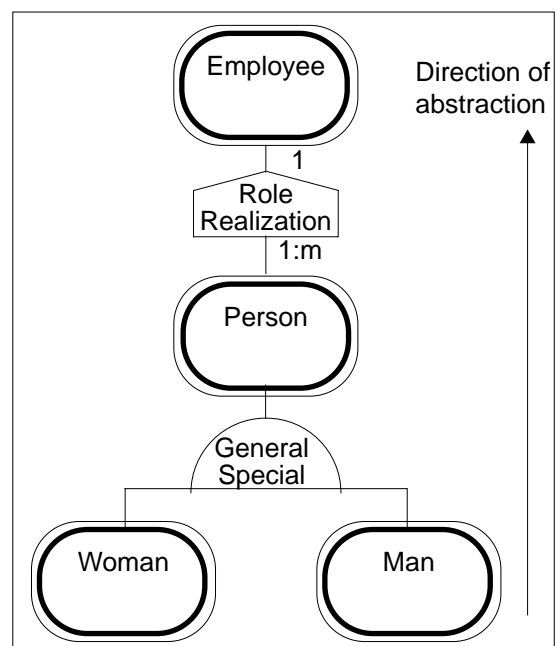 Employee
Direction of
abstraction
1
Role
Realization
1:m
Person
General
Special
Woman
Man